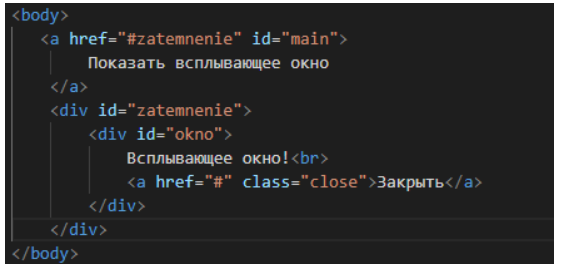 <body>
<a href="#zatemnenie" id="main">
Показать всплывающее окно
</a>
<div id="zatemnenie">
<div id="окно">
Всплывающее окно!<br>
<a href="#" class="close">Закрыть</a>
</div>
</div>
</body>